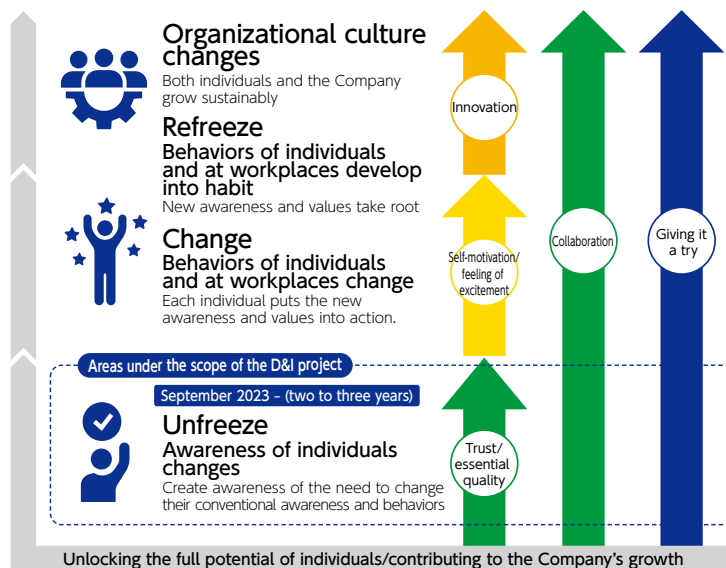 Organizational culture
changes
Both individuals and the Company
grow sustainably
Refreeze
Behaviors of individuals
and at workplaces develop
into habit
New awareness and values take root
Change
Behaviors of individuals
and at workplaces change
Each individual puts the new
awareness and values into action.
Innovation
Self-motivation/
feeling of
excitement
Collaboration
Giving it
a try
Areas under the scope of the D&I project
September 2023 – (two to three years)
Unfreeze
Awareness of individuals
changes
Create awareness of the need to change
their conventional awareness and behaviors
Trust/
essential
quality
Unlocking the full potential of individuals/contributing to the Company's growth